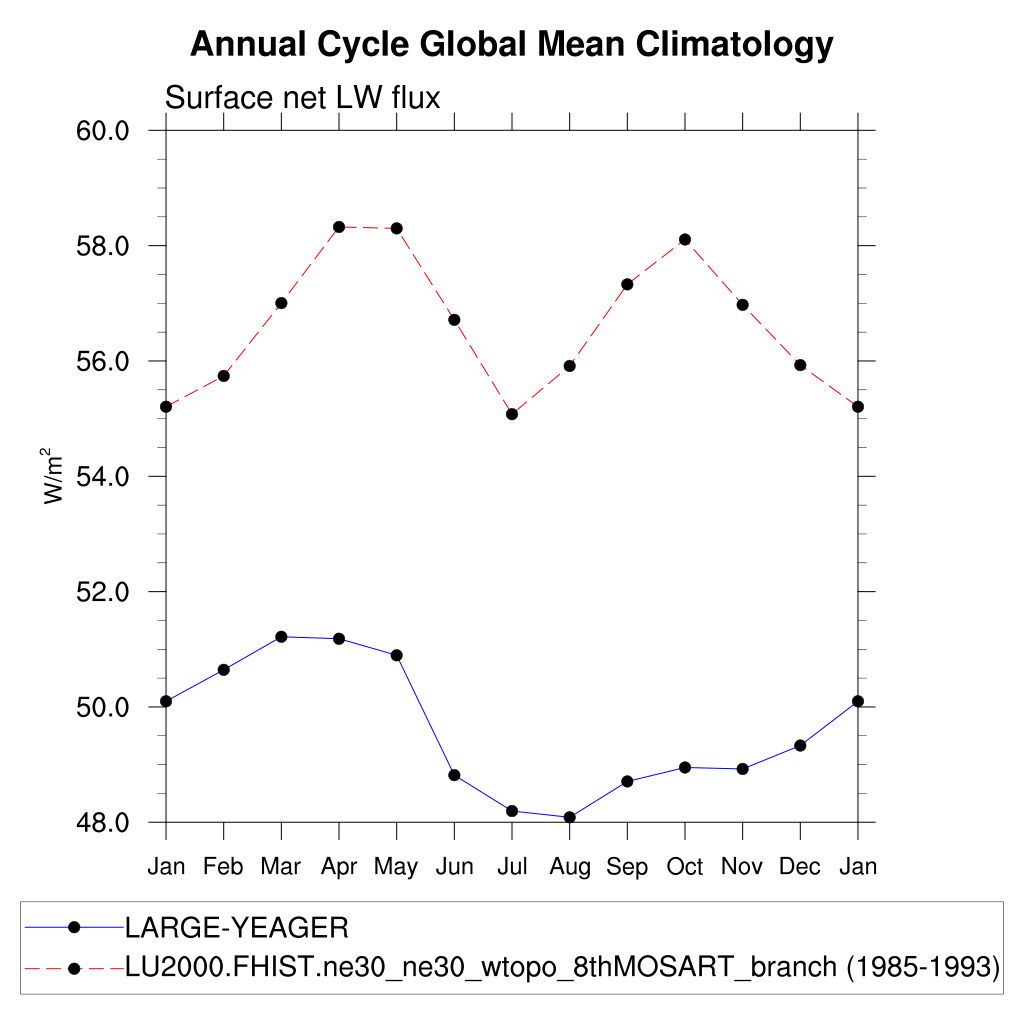 Annual Cycle Global Mean Climatology
Surface net LW flux
60.0
58.0
56.0
54.0
52.0
50.0
48.0
W/m²
Jan Feb Mar Apr May Jun Jul Aug Sep Oct Nov Dec Jan
LARGE-YEAGER
LU2000.FHIST.ne30_ne30_wtopo_8thMOSART_branch (1985-1993)